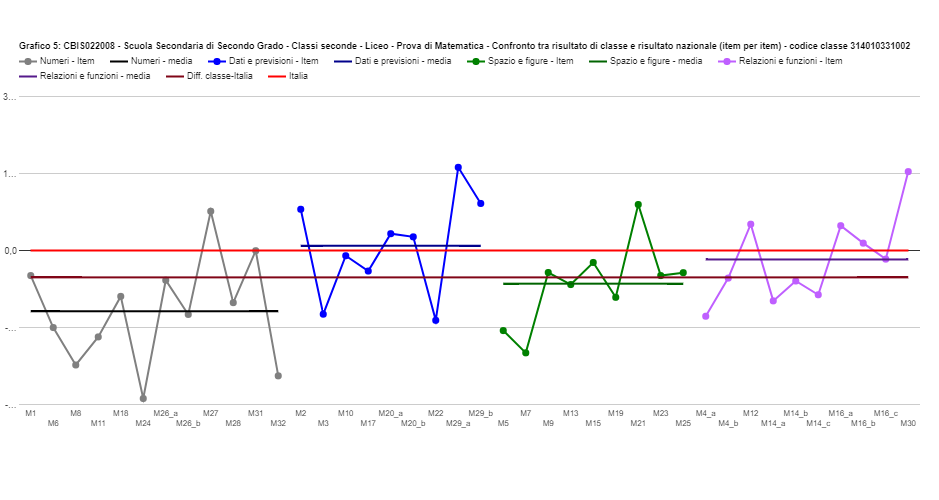 Grafico 5: CBIS022008 - Scuola Secondaria di Secondo Grado - Classi seconde - Liceo - Prova di Matematica - Confronto tra risultato di classe e risultato nazionale (item per item) - codice classe 314010331002
Numeri - Item Numeri - media Dati e previsioni - Item Dati e previsioni - media Spazio e figure - Item Spazio e figure - media Relazioni e funzioni - Item
Relazioni e funzioni - media Diff. classe-Italia Italia
3...
1...
0,0
-...
-...
M1 M8 M18 M26_a M27 M31 M2 M10 M20_a M22 M29_b M7 M13 M19 M23 M4_a M12 M14_b M16_a M16_c
M6 M11 M24 M26_b M28 M32 M3 M17 M20_b M29_a M5 M9 M15 M21 M25 M4_b M14_a M14_c M16_b M30